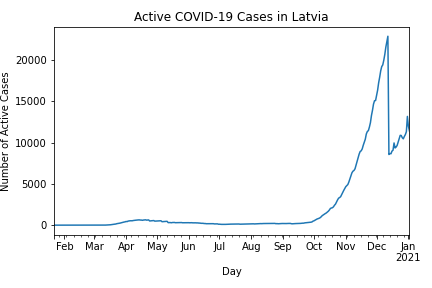 Active COVID-19 Cases in Latvia
Number of Active Cases
20000
15000
10000
5000
0
Feb Mar Apr May Jun Jul Aug Sep Oct Nov Dec Jan
2021
Day